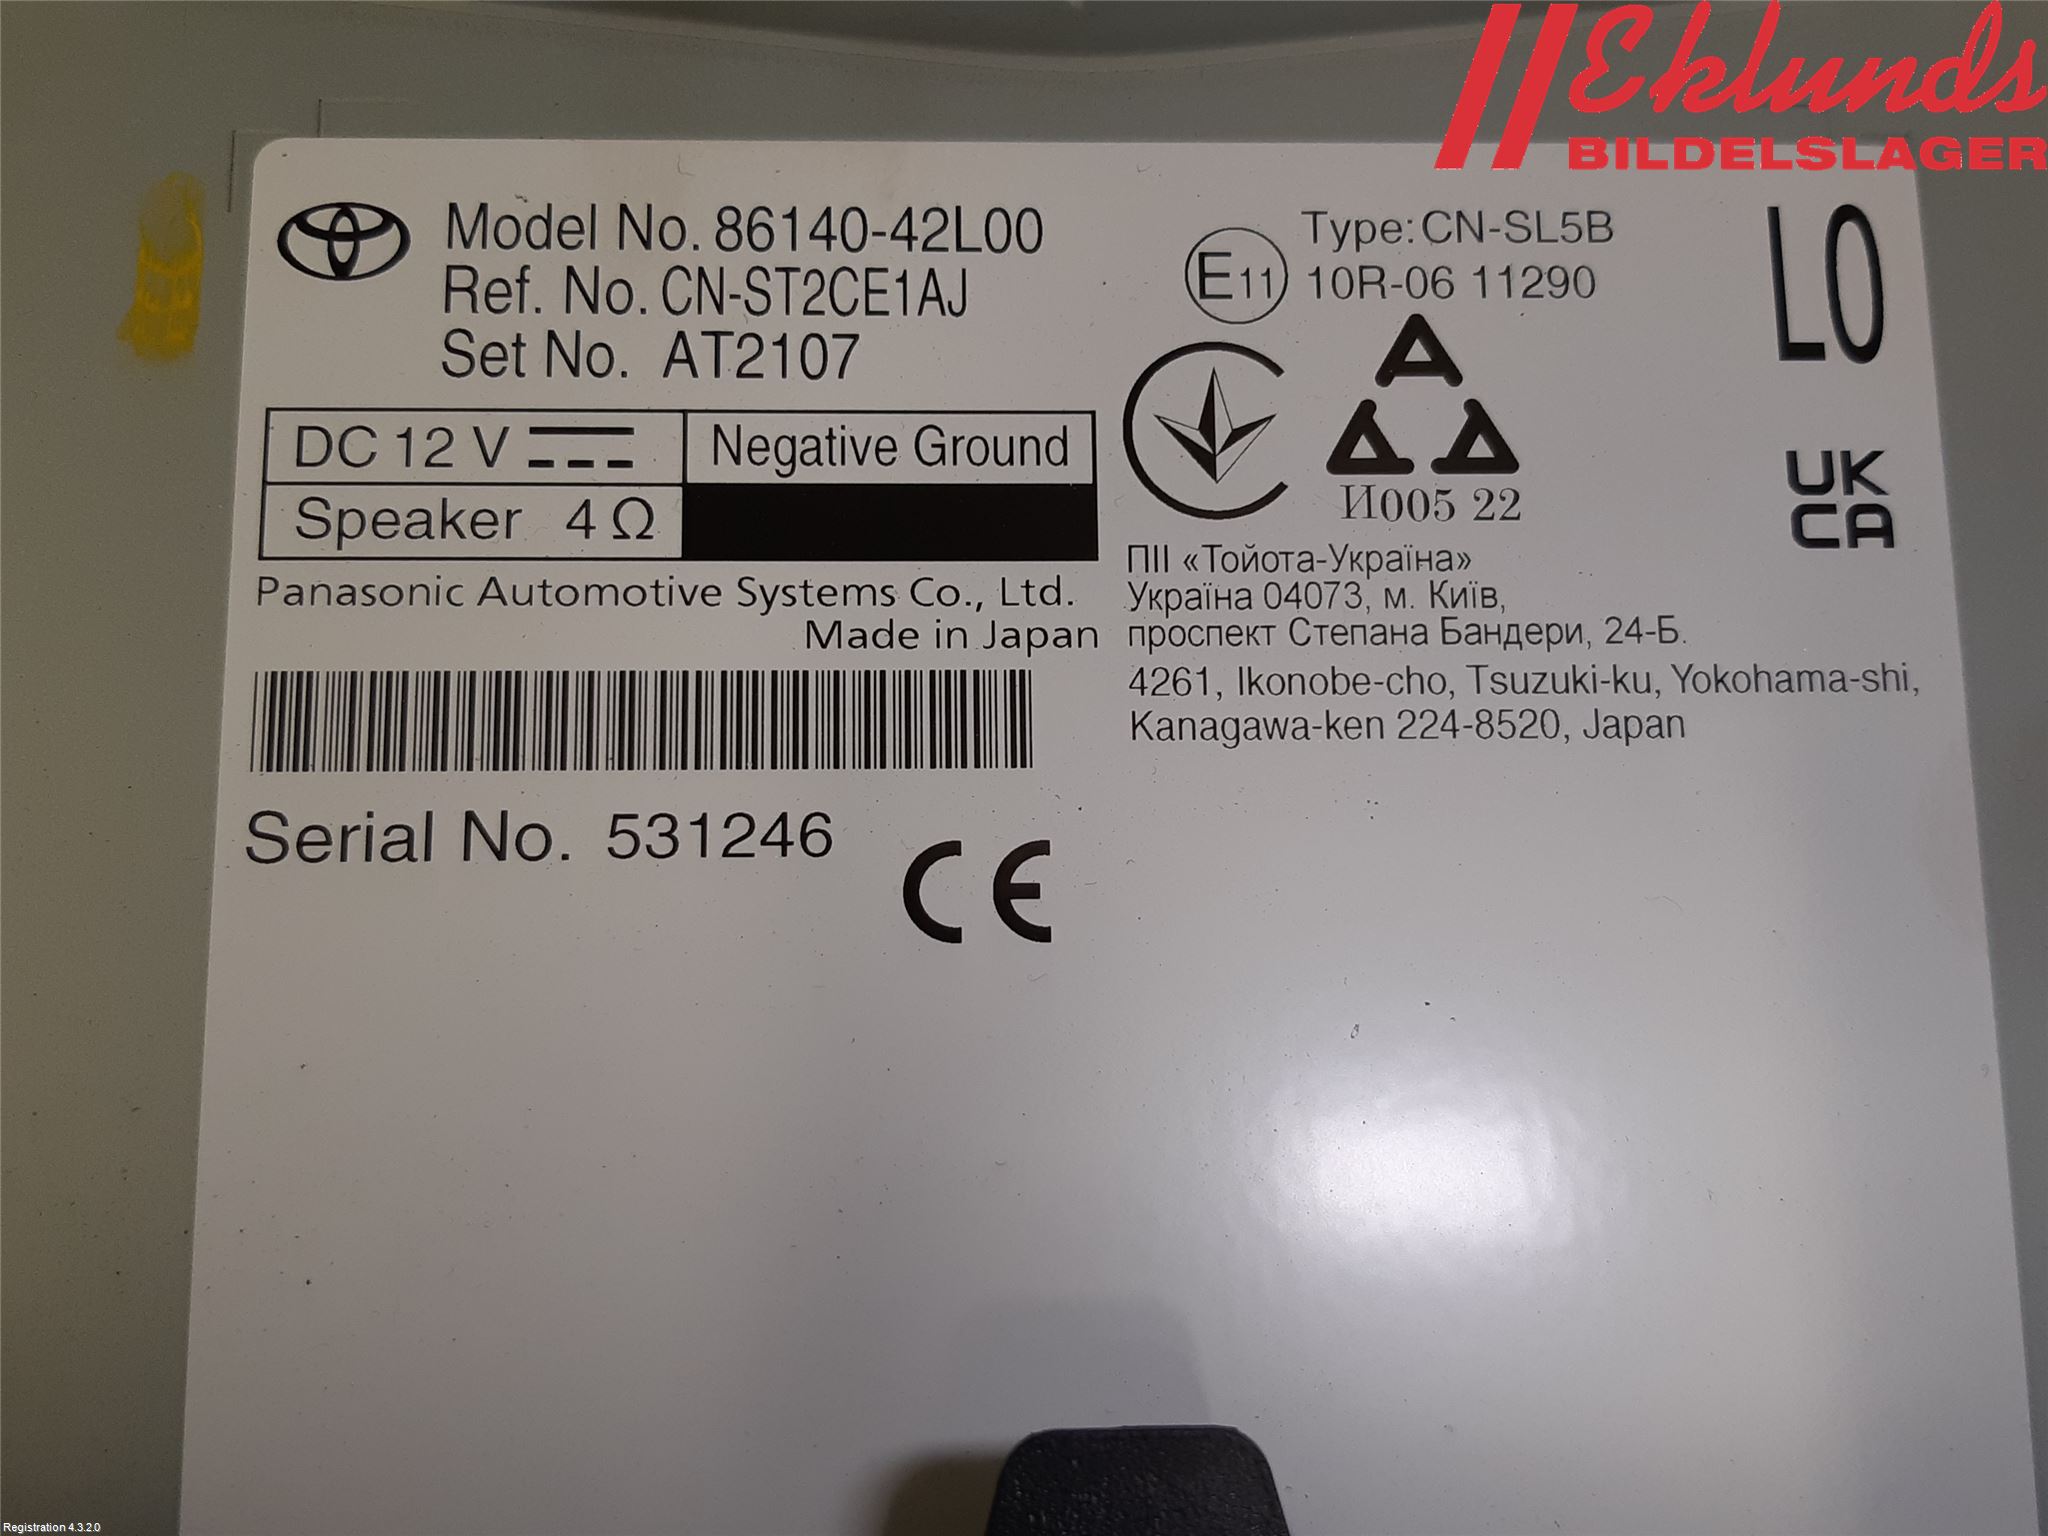 Eklunds
BILDELSLAGER
Model No. 86140-42L00
Ref. No. CN-ST2CE1AJ
Set No. AT2107
DC 12 V
Negative Ground
Speaker 4 Ω
Panasonic Automotive Systems Co., Ltd.
Made in Japan
Serial No. 531246
CE
E11
Type: CN-SL5B
10R-06 11290
LO
И005 22
UK
CA
ПІІ «Тойота-Україна»
Україна 04073, м. Київ,
проспект Степана Бандери, 24-Б.
4261, Ikonobe-cho, Tsuzuki-ku, Yokohama-shi,
Kanagawa-ken 224-8520, Japan
Registration 4.3.2.0